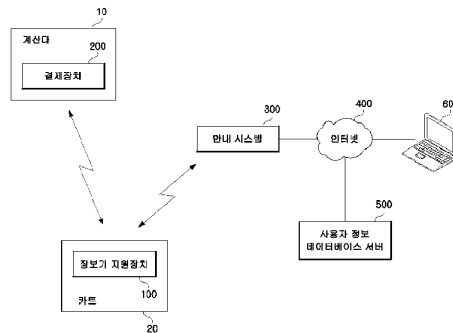 10
계산대
200
결제장치
300
안내 시스템
400
인터넷
60
500
사용자 정보
데이터베이스 서버
장보기 지원장치
100
카트
20